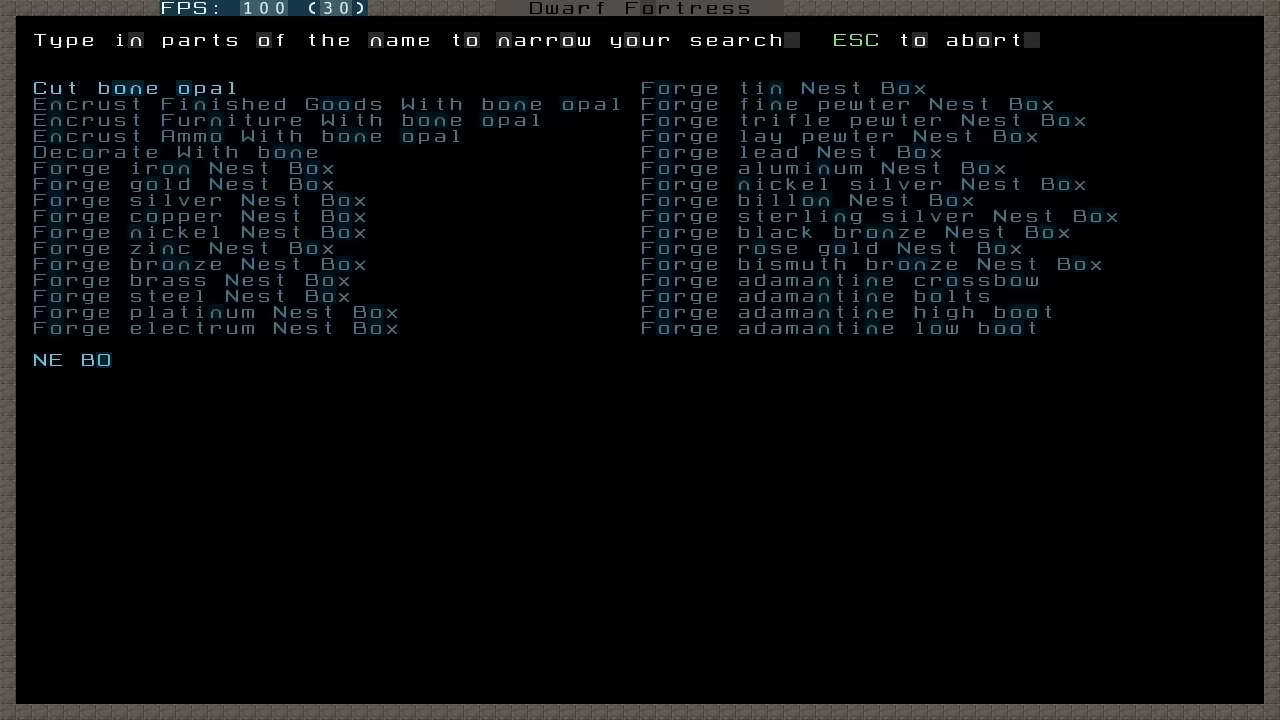 FPS: 100 (30) Dwarf Fortress
Type in parts of the name to narrow your search. ESC to abort.
Cut bone opal
Encrust Finished Goods With bone opal
Encrust Furniture With bone opal
Encrust Ammo With bone opal
Decorate With bone
Forge iron Nest Box
Forge gold Nest Box
Forge silver Nest Box
Forge copper Nest Box
Forge nickel Nest Box
Forge zinc Nest Box
Forge bronze Nest Box
Forge brass Nest Box
Forge steel Nest Box
Forge platinum Nest Box
Forge electrum Nest Box
Forge tin Nest Box
Forge fine pewter Nest Box
Forge trifle pewter Nest Box
Forge lay pewter Nest Box
Forge lead Nest Box
Forge aluminum Nest Box
Forge nickel silver Nest Box
Forge billon Nest Box
Forge sterling silver Nest Box
Forge black bronze Nest Box
Forge rose gold Nest Box
Forge bismuth bronze Nest Box
Forge adamantine crossbow
Forge adamantine bolts
Forge adamantine high boot
Forge adamantine low boot
NE BO